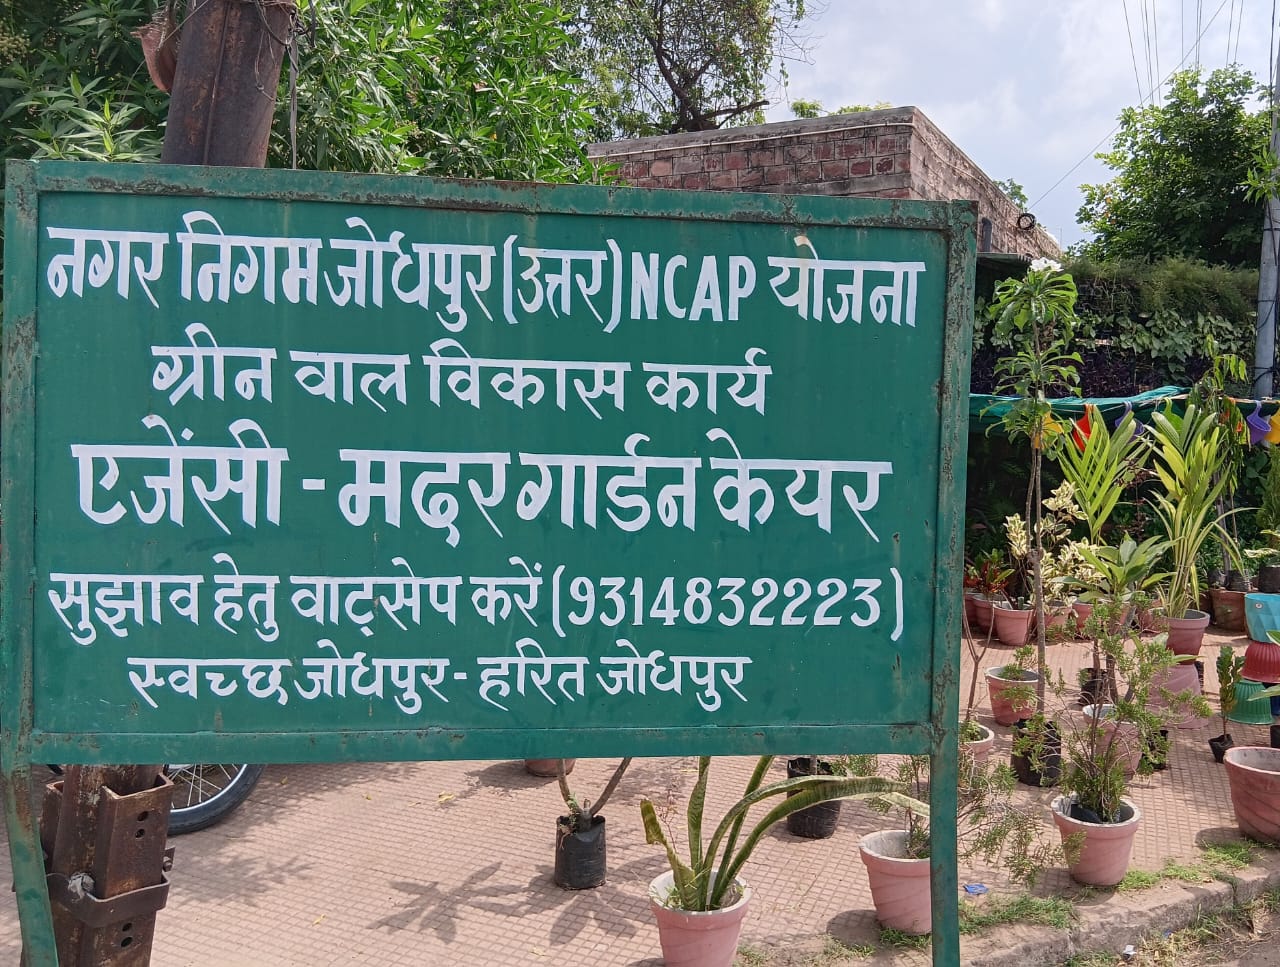 नगर निगम जोधपुर (उत्तर) NCAP योजना
ग्रीन वाल विकास कार्य
एजेंसी - मदर गार्डन केयर
सुझाव हेतु वाट्सेप करें (9314832223)
स्वच्छ जोधपुर - हरित जोधपुर